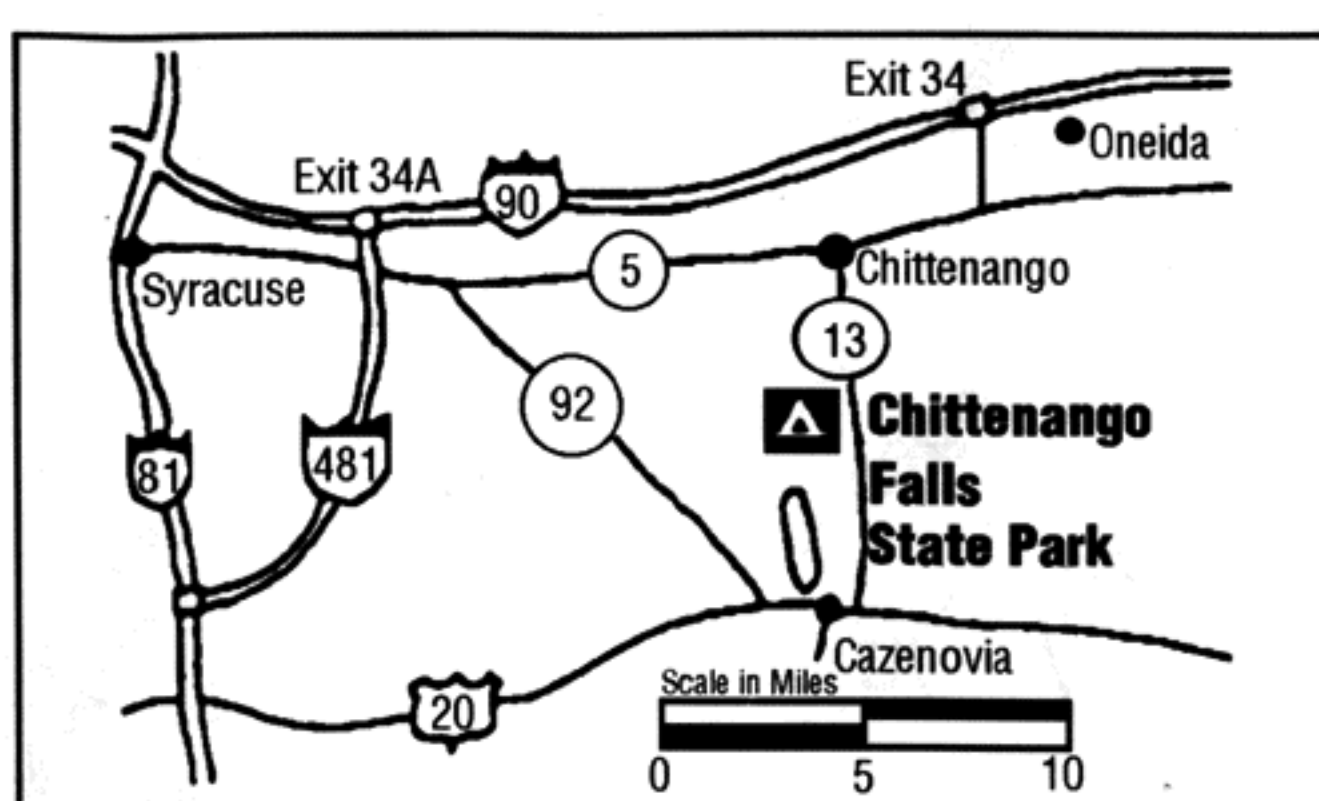 Exit 34
Oneida
Exit 34A
90
5
Chittenango
Syracuse
13
92
Chittenango
Falls
State Park
81
481
Cazenovia
Scale in Miles
20
0 5 10